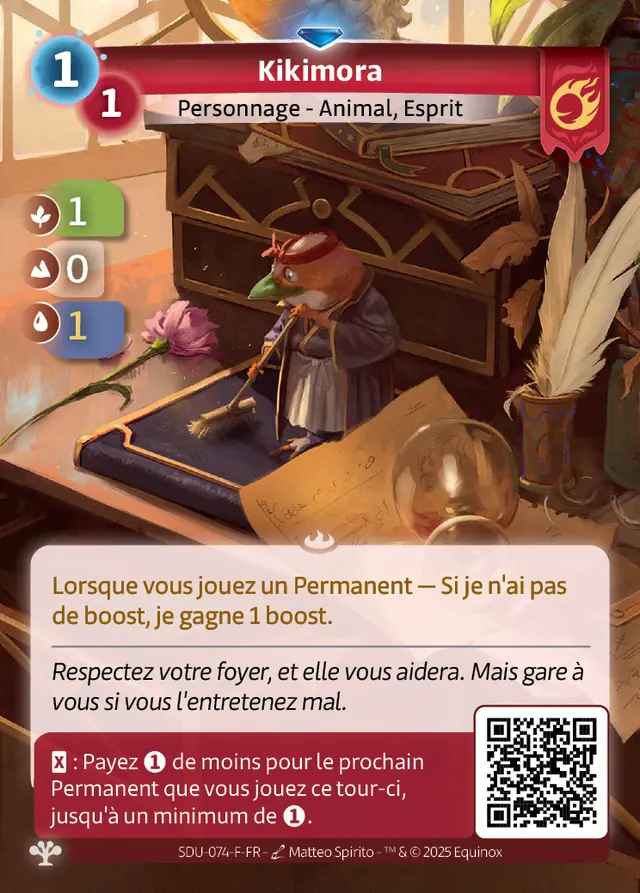 1
Kikimora
1
Personnage - Animal, Esprit
1
0
1
Lorsque vous jouez un Permanent — Si je n'ai pas
de boost, je gagne 1 boost.
Respectez votre foyer, et elle vous aidera. Mais gare à
vous si vous l'entretenez mal.
X : Payez 1 de moins pour le prochain
Permanent que vous jouez ce tour-ci,
jusqu'à un minimum de 1.
SDU-074-F-FR - Matteo Spirito - ™ & © 2025 Equinox